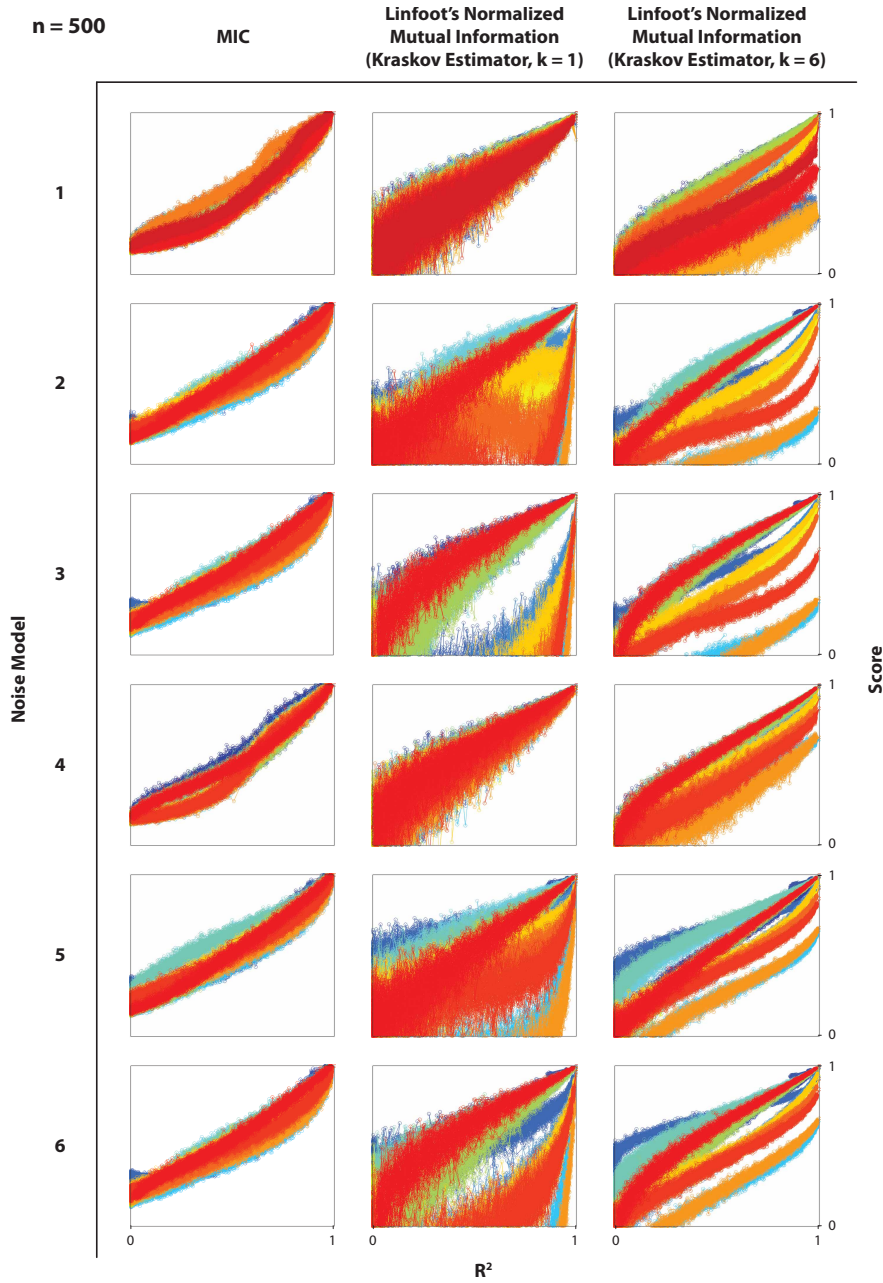 n = 500
MIC
Linfoot's Normalized
Mutual Information
(Kraskov Estimator, k = 1)
Linfoot's Normalized
Mutual Information
(Kraskov Estimator, k = 6)
1
1
0
2
1
0
3
1
0
4
1
0
5
1
0
6
1
0
0
1
0
1
0
1
Noise Model
Score
R²